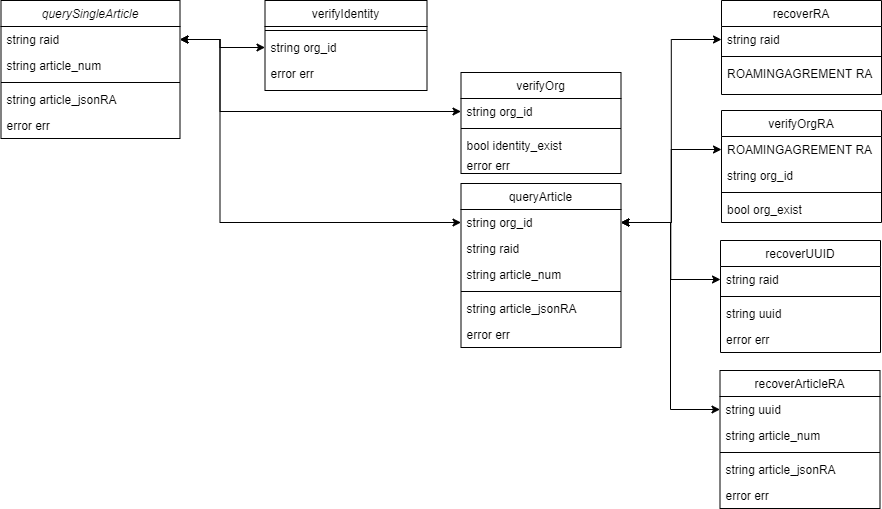 querySingleArticle
string raid
string article_num
string article_jsonRA
error err
verifyIdentity
string org_id
error err
verifyOrg
string org_id
bool identity_exist
error err
queryArticle
string org_id
string raid
string article_num
string article_jsonRA
error err
recoverRA
string raid
ROAMINGAGREMENT RA
verifyOrgRA
ROAMINGAGREMENT RA
string org_id
bool org_exist
recoverUUID
string raid
string uuid
error err
recoverArticleRA
string uuid
string article_num
string article_jsonRA
error err